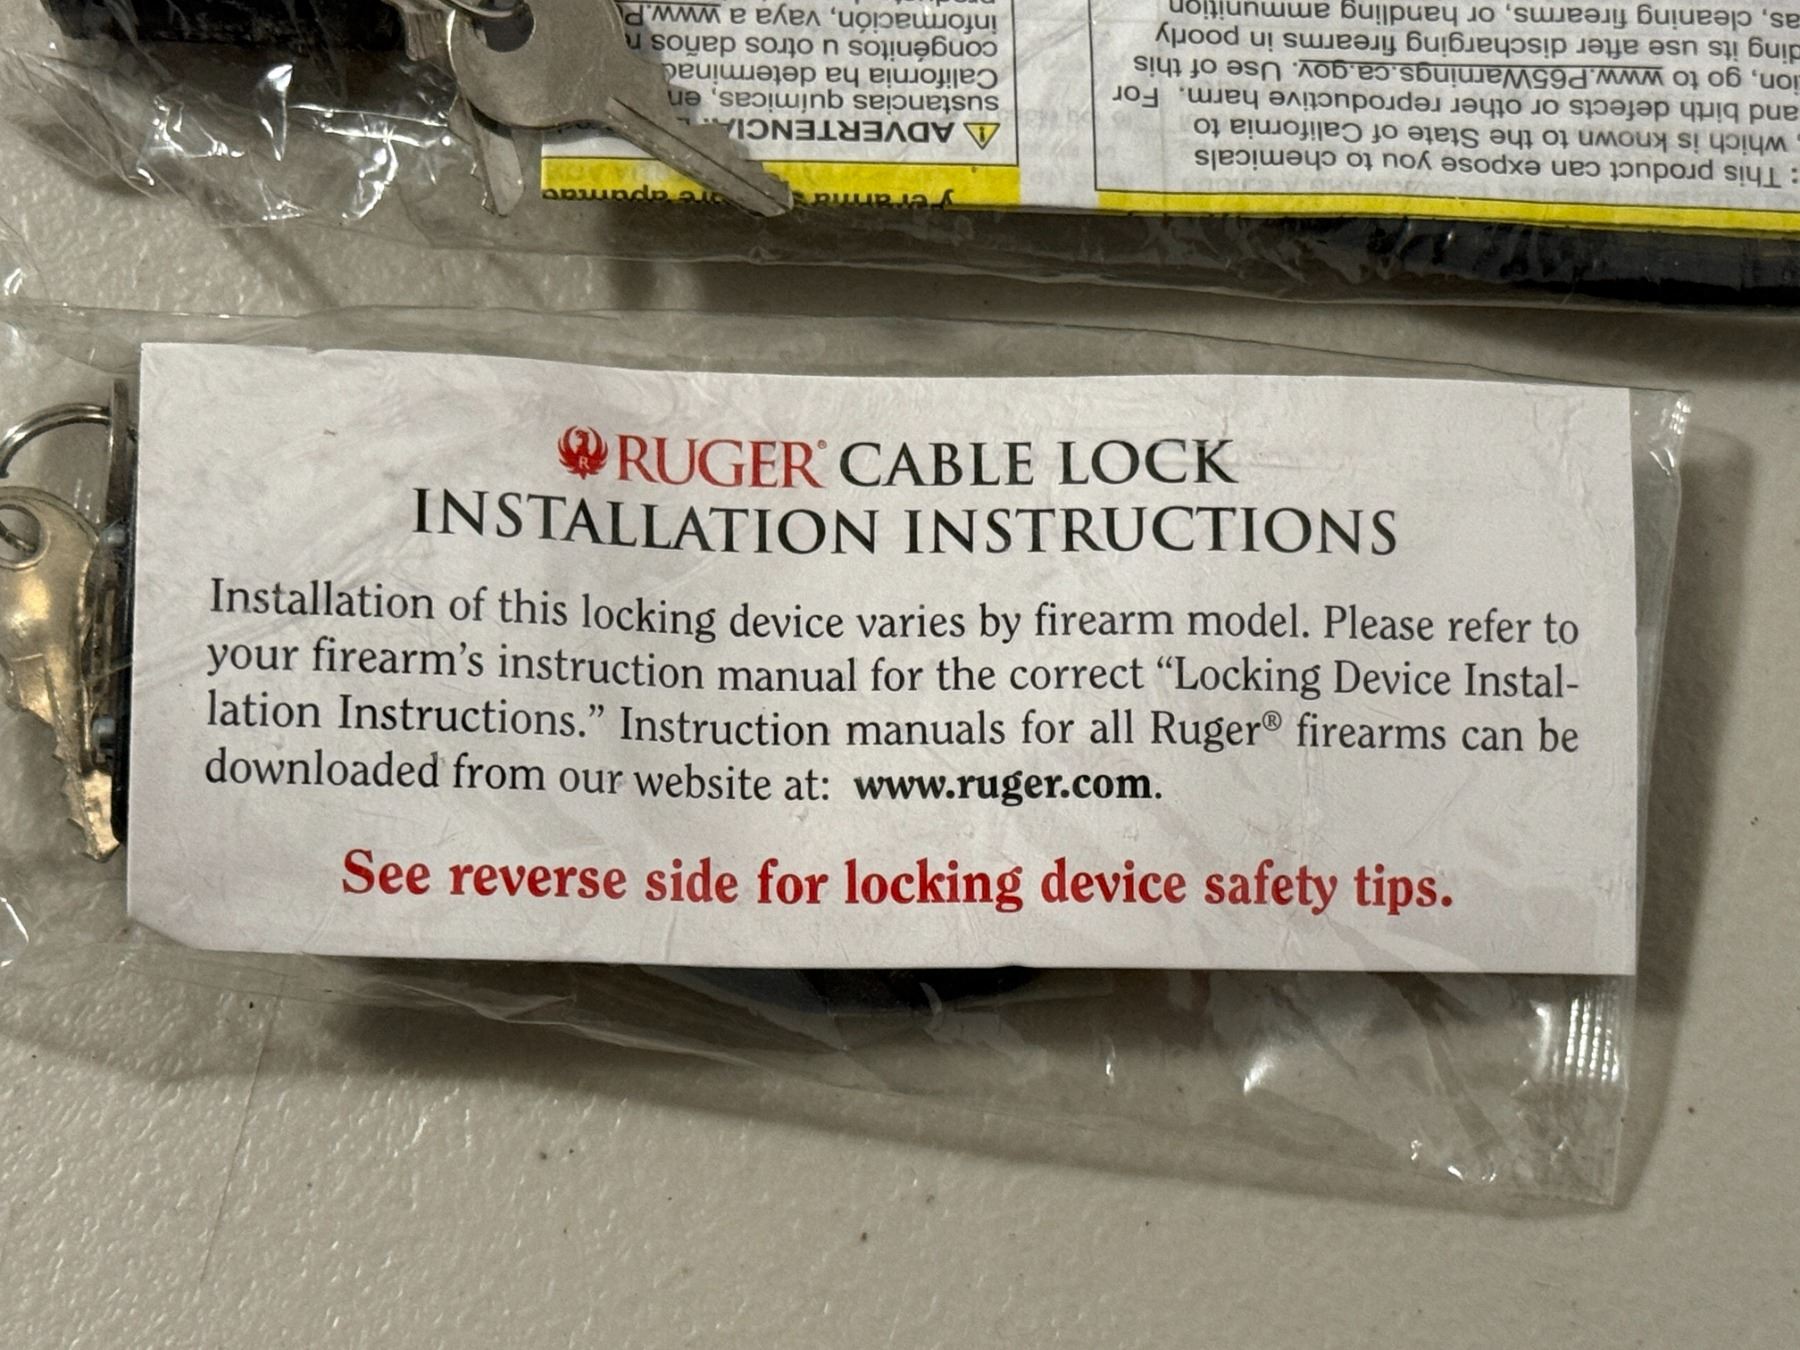 y el arma
ADVERTENCIA:
sustancias químicas, en
California ha
congénitos u otros daños
información, vaya a www.P
: This product can expose you to chemicals
, which is known to the State of California to
and birth defects or other reproductive harm. For
ion, go to www.P65Warnings.ca.gov. Use of this
ding its use after discharging firearms in poorly
as, cleaning firearms, or handling ammunition
R
RUGER® CABLE LOCK
INSTALLATION INSTRUCTIONS
Installation of this locking device varies by firearm model. Please refer to
your firearm’s instruction manual for the correct “Locking Device Instal-
lation Instructions.” Instruction manuals for all Ruger® firearms can be
downloaded from our website at: www.ruger.com.
See reverse side for locking device safety tips.